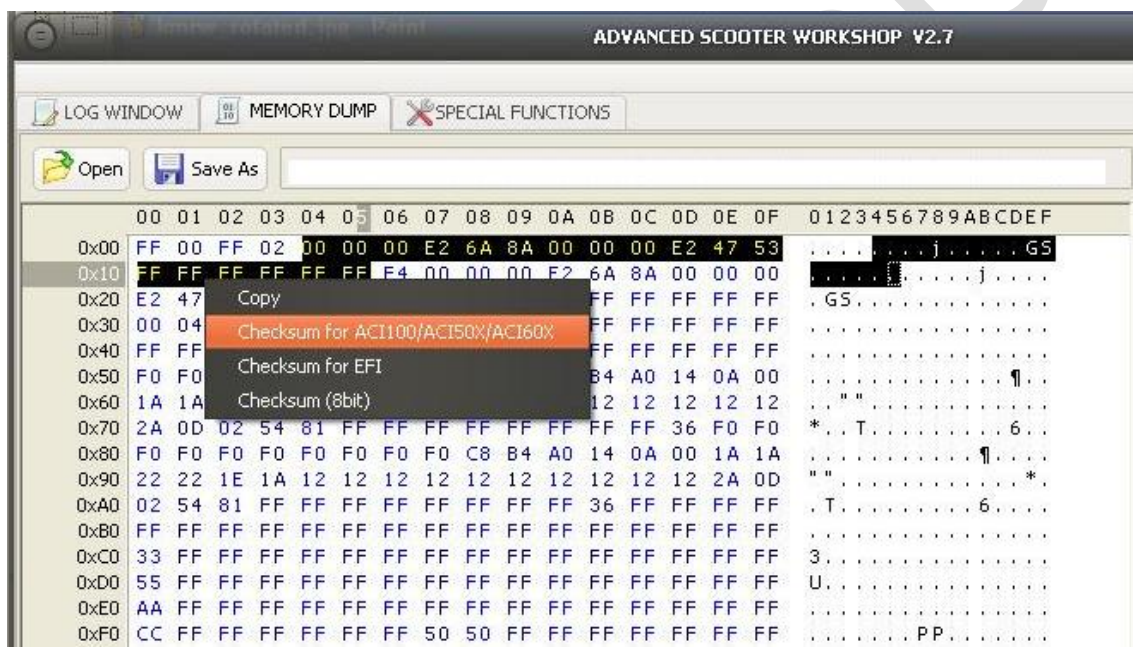 ADVANCED SCOOTER WORKSHOP V2.7
LOG WINDOW MEMORY DUMP SPECIAL FUNCTIONS
Open Save As
00 01 02 03 04 05 06 07 08 09 0A 0B 0C 0D 0E 0F 0123456789ABCDEF
0x00 FF 00 FF 02 00 00 00 E2 6A 8A 00 00 00 E2 47 53 .........j.....GS
0x10 FF FF FF FF FF FF F4 00 00 00 E2 6A 8A 00 00 00 ...........j....
0x20 E2 47 FF FF FF FF FF .GS.............
Copy
0x30 00 04 FF FF FF FF FF ................
Checksum for ACI100/ACI50X/ACI60X
0x40 FF FF FF FF FF FF FF ................
0x50 F0 F0 B4 A0 14 0A 00 .............¶..
Checksum for EFI
0x60 1A 1A 12 12 12 12 12 ..""............
Checksum (8bit)
0x70 2A 0D 02 54 81 FF FF FF FF FF FF FF FF 36 F0 F0 *..T.........6..
0x80 F0 F0 F0 F0 F0 F0 F0 F0 C8 B4 A0 14 0A 00 1A 1A ...........¶....
0x90 22 22 1E 1A 12 12 12 12 12 12 12 12 12 12 2A 0D ""............*.
0xA0 02 54 81 FF FF FF FF FF FF FF FF 36 FF FF FF FF .T.........6....
0xB0 FF FF FF FF FF FF FF FF FF FF FF FF FF FF FF FF ................
0xC0 33 FF FF FF FF FF FF FF FF FF FF FF FF FF FF FF 3...............
0xD0 55 FF FF FF FF FF FF FF FF FF FF FF FF FF FF FF U...............
0xE0 AA FF FF FF FF FF FF FF FF FF FF FF FF FF FF FF ................
0xF0 CC FF FF FF FF FF FF 50 50 FF FF FF FF FF FF FF .......PP.......